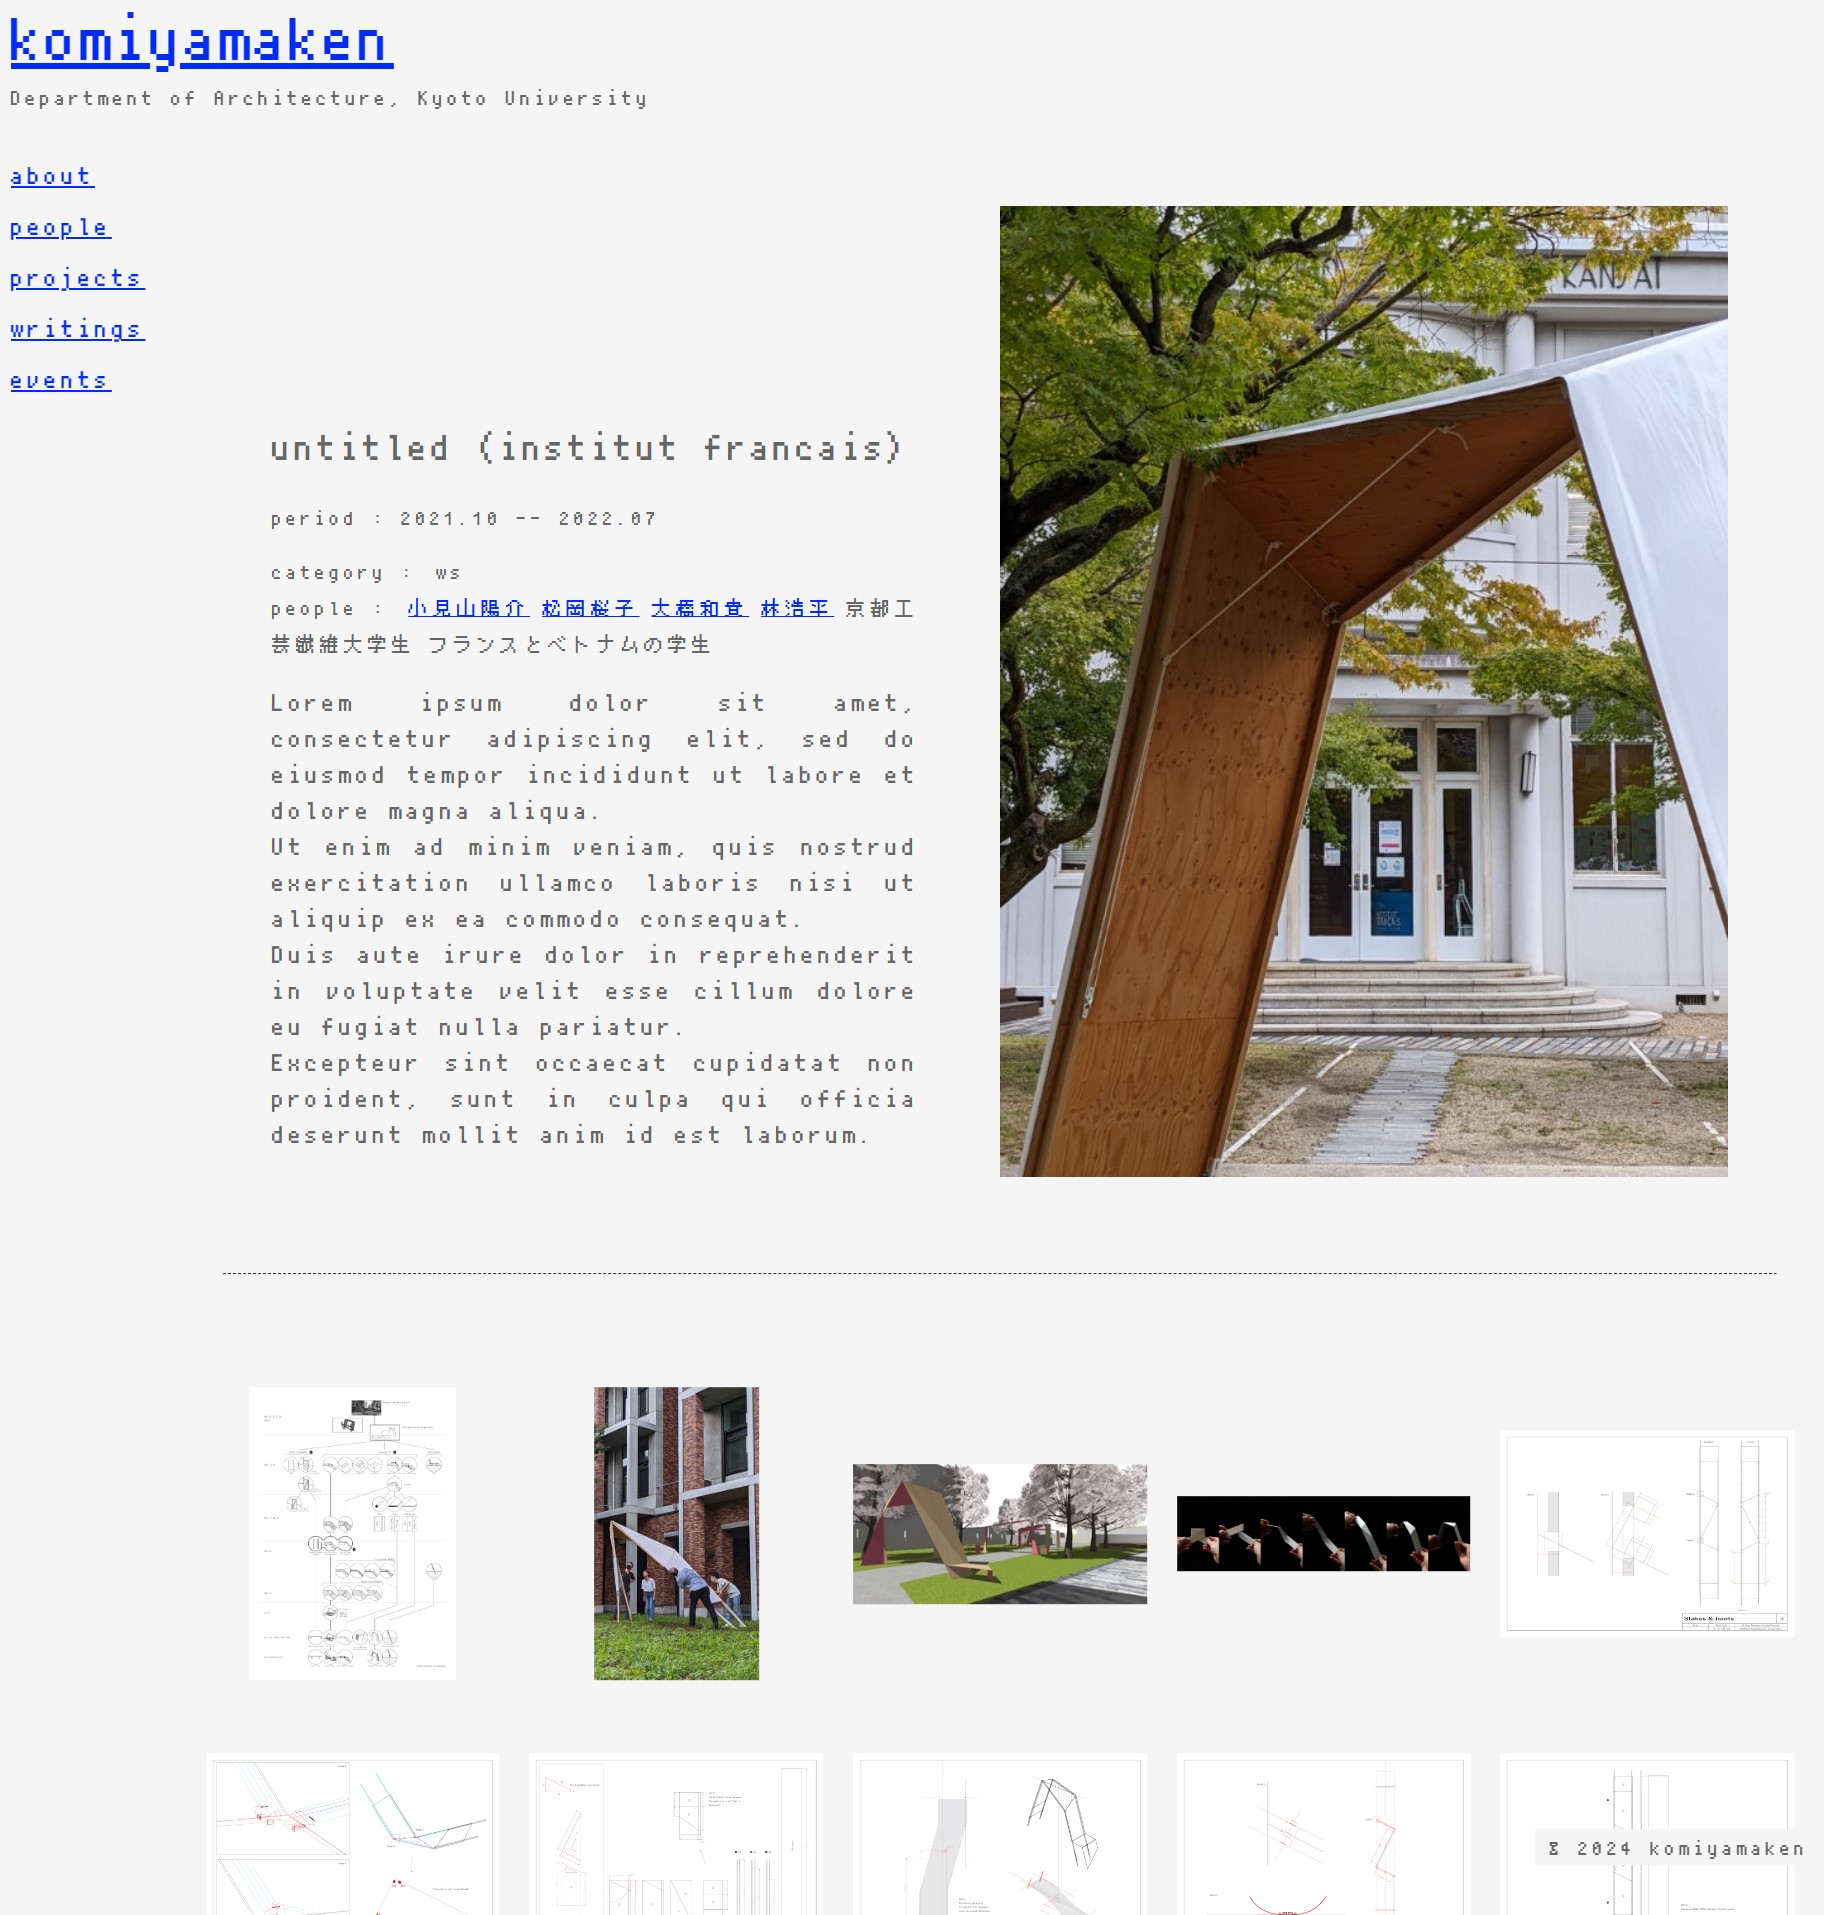 komiyamaken
Department of Architecture, Kyoto University
about
people
projects
writings
events
untitled (institut francais)
period : 2021.10 -- 2022.07
category : ws
people : 小見山陽介 松岡桜子 大橋和貴 林浩平 京都工
芸繊維大学生 フランスとベトナムの学生
Lorem ipsum dolor sit amet,
consectetur adipiscing elit, sed do
eiusmod tempor incididunt ut labore et
dolore magna aliqua.
Ut enim ad minim veniam, quis nostrud
exercitation ullamco laboris nisi ut
aliquip ex ea commodo consequat.
Duis aute irure dolor in reprehenderit
in voluptate velit esse cillum dolore
eu fugiat nulla pariatur.
Excepteur sint occaecat cupidatat non
proident, sunt in culpa qui officia
deserunt mollit anim id est laborum.
KANSAI
Stakes & Joints
2024 komiyamaken